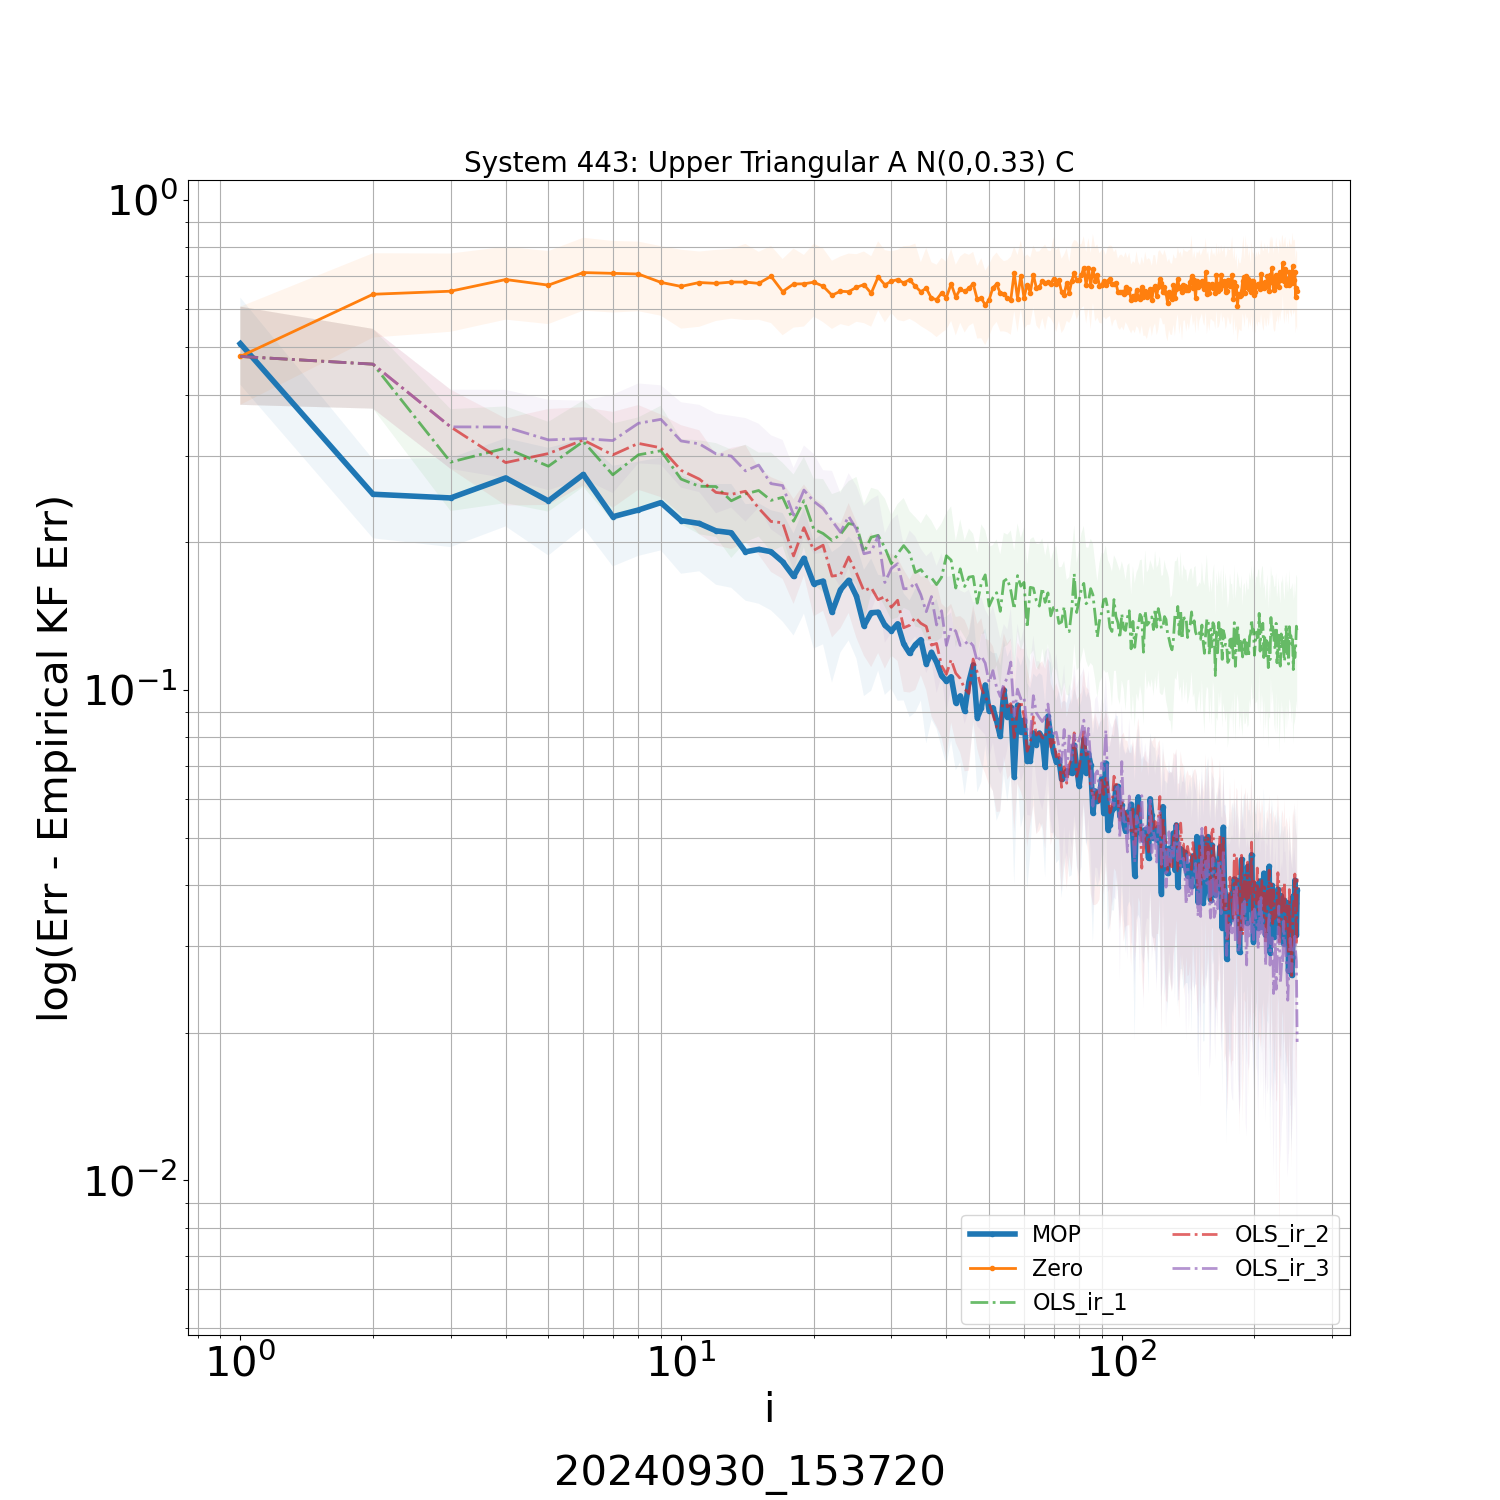 System 443: Upper Triangular A N(0,0.33) C
10⁰
10⁻¹
10⁻²
log(Err - Empirical KF Err)
MOP
Zero
OLS_ir_1
OLS_ir_2
OLS_ir_3
10⁰ 10¹ 10²
i
20240930_153720